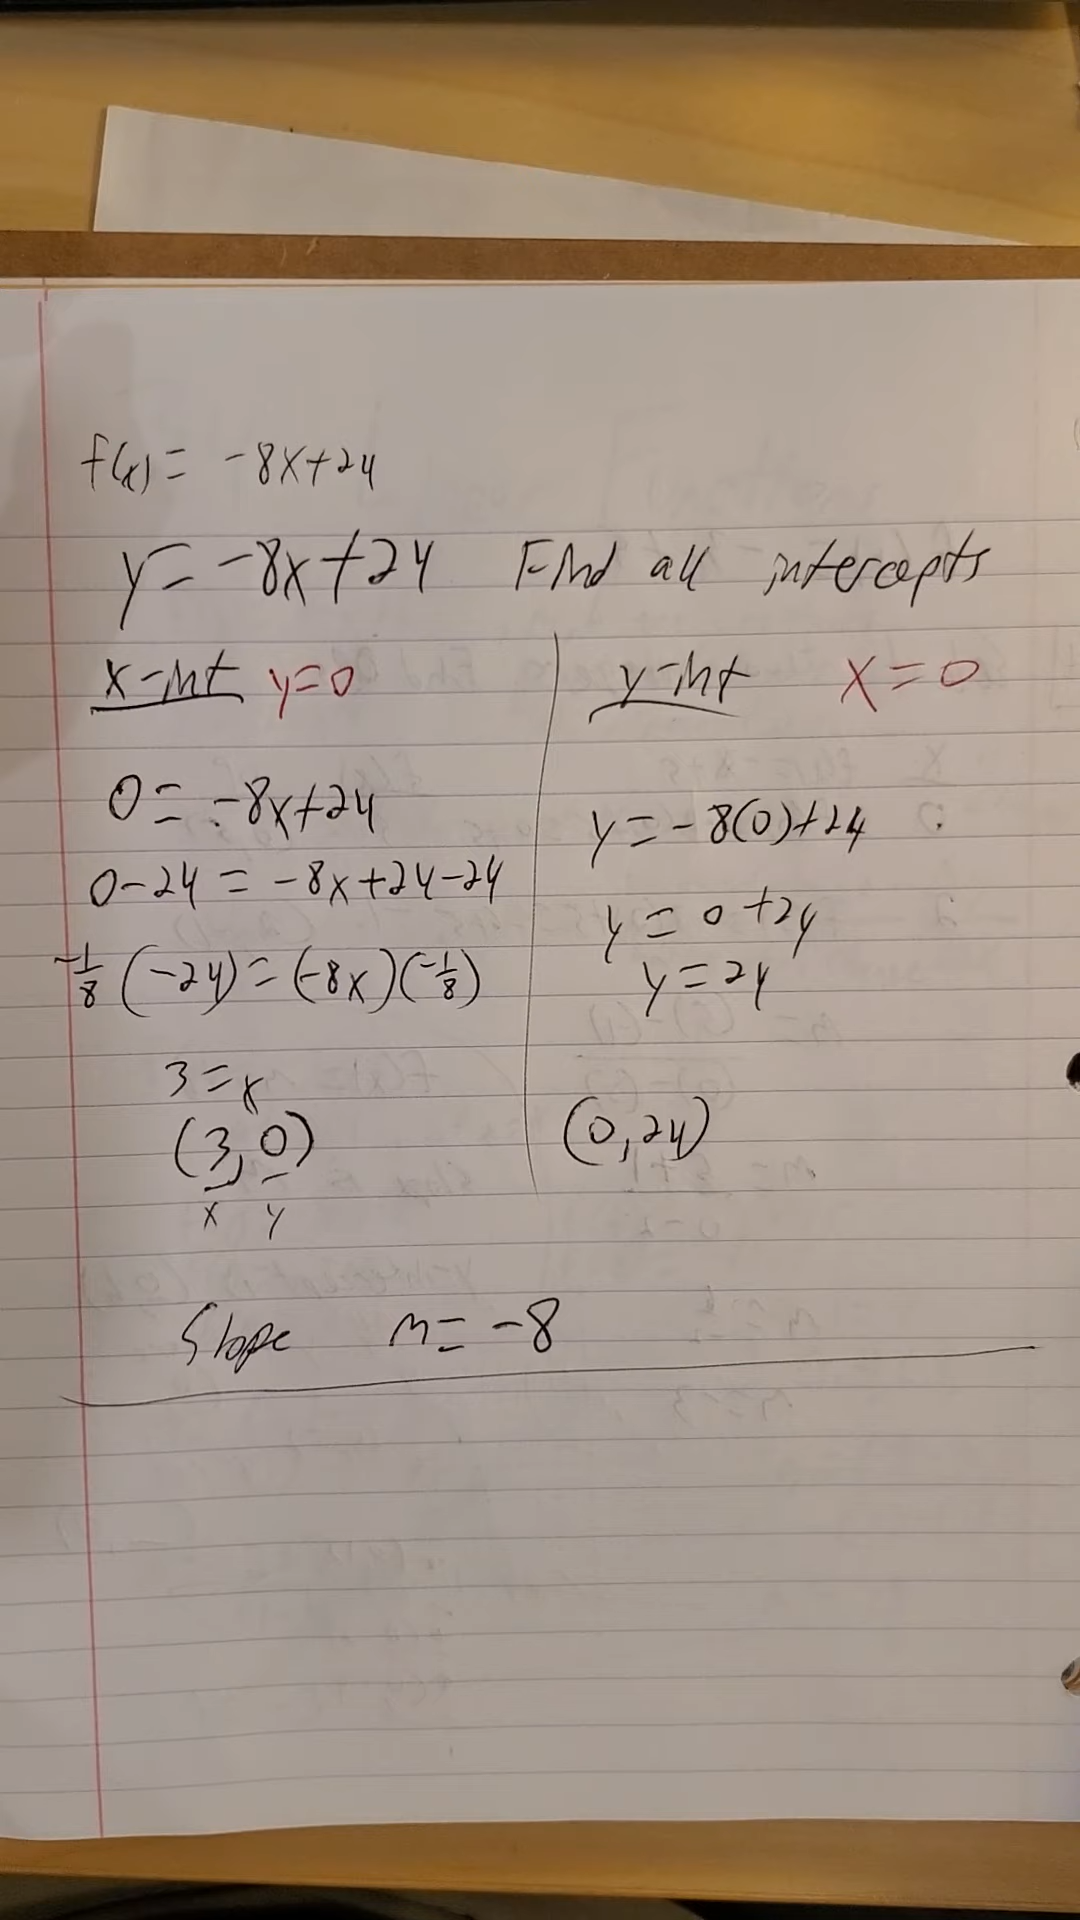 f(x) = -8x+24
y = -8x+24 Find all intercepts
x-int y=0
0 = -8x+24
0-24 = -8x+24-24
-1/8 (-24) = (-8x)(-1/8)
3 = x
(3,0)
x y
y-int x=0
y = -8(0)+24
y = 0+24
y = 24
(0,24)
Slope m = -8